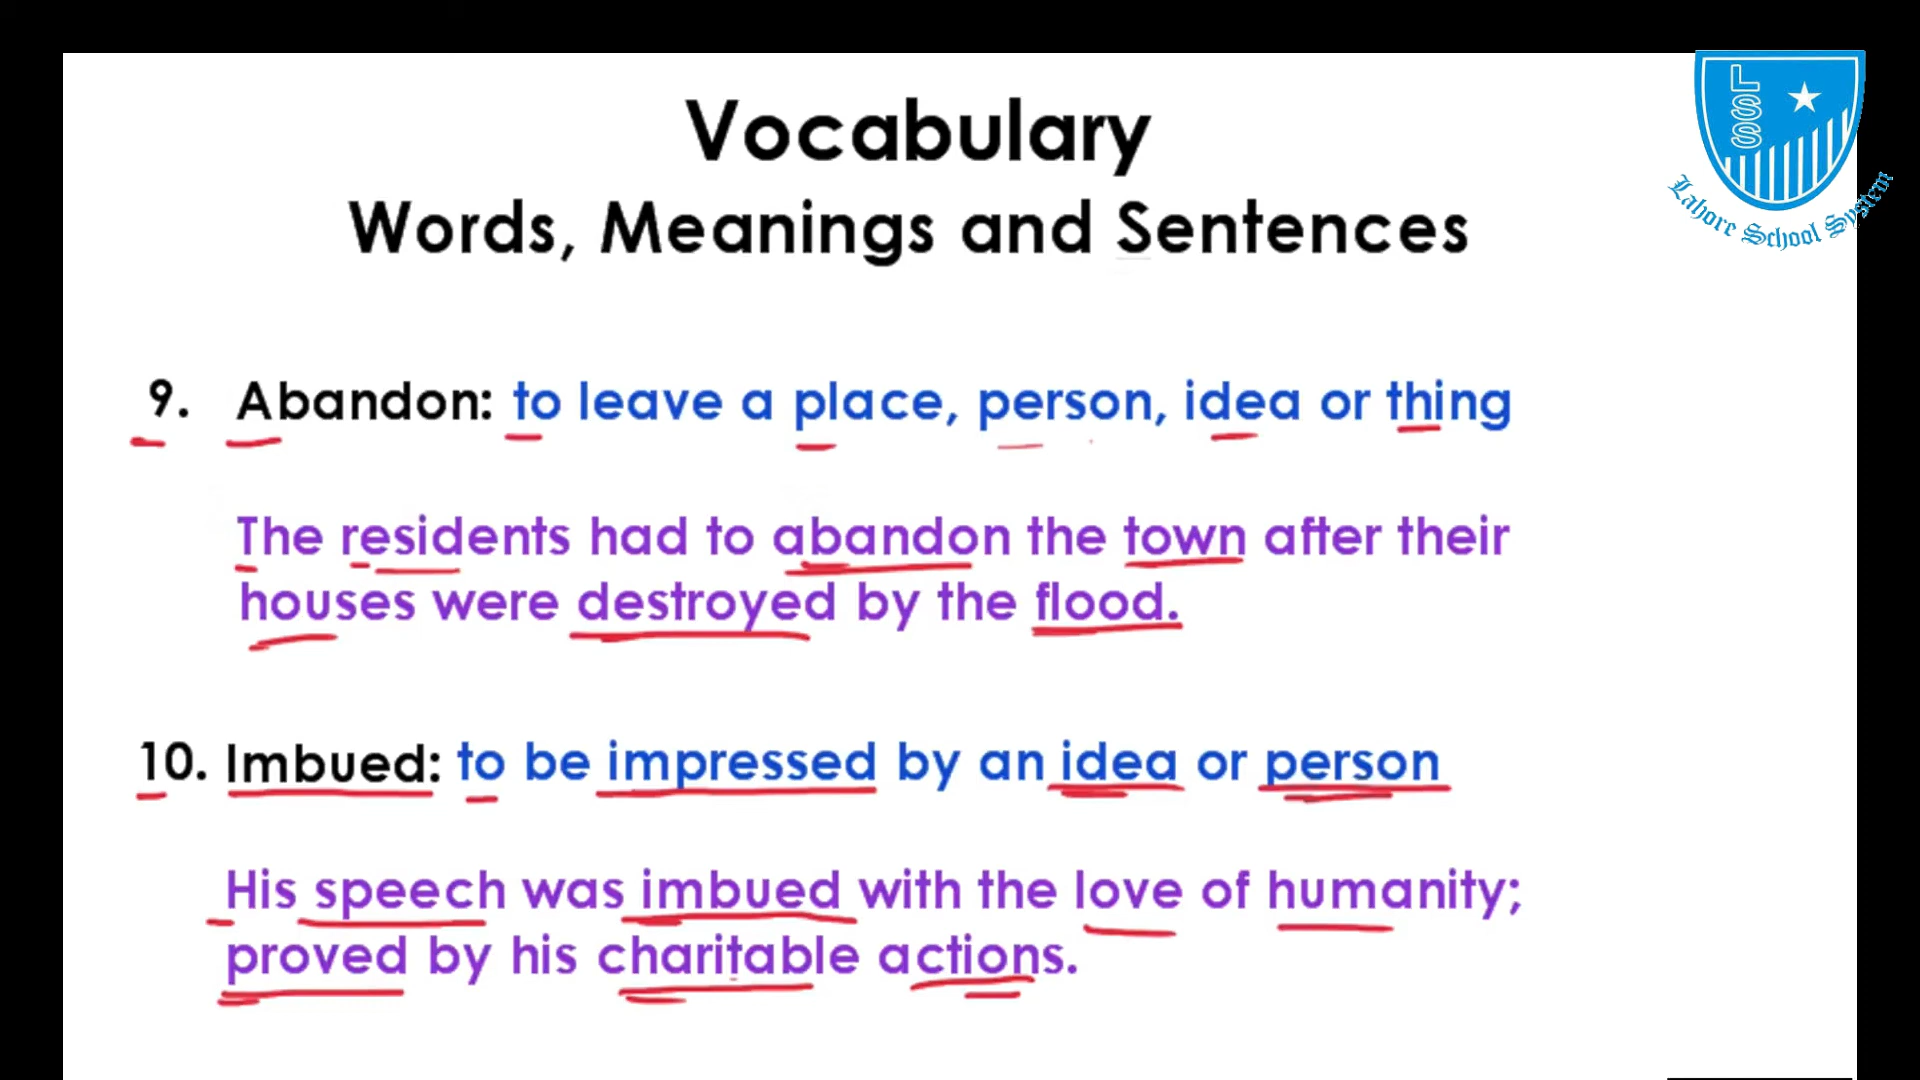 Vocabulary
Words, Meanings and Sentences
LSS
Lahore School System
9. Abandon: to leave a place, person, idea or thing
The residents had to abandon the town after their
houses were destroyed by the flood.
10. Imbued: to be impressed by an idea or person
His speech was imbued with the love of humanity;
proved by his charitable actions.